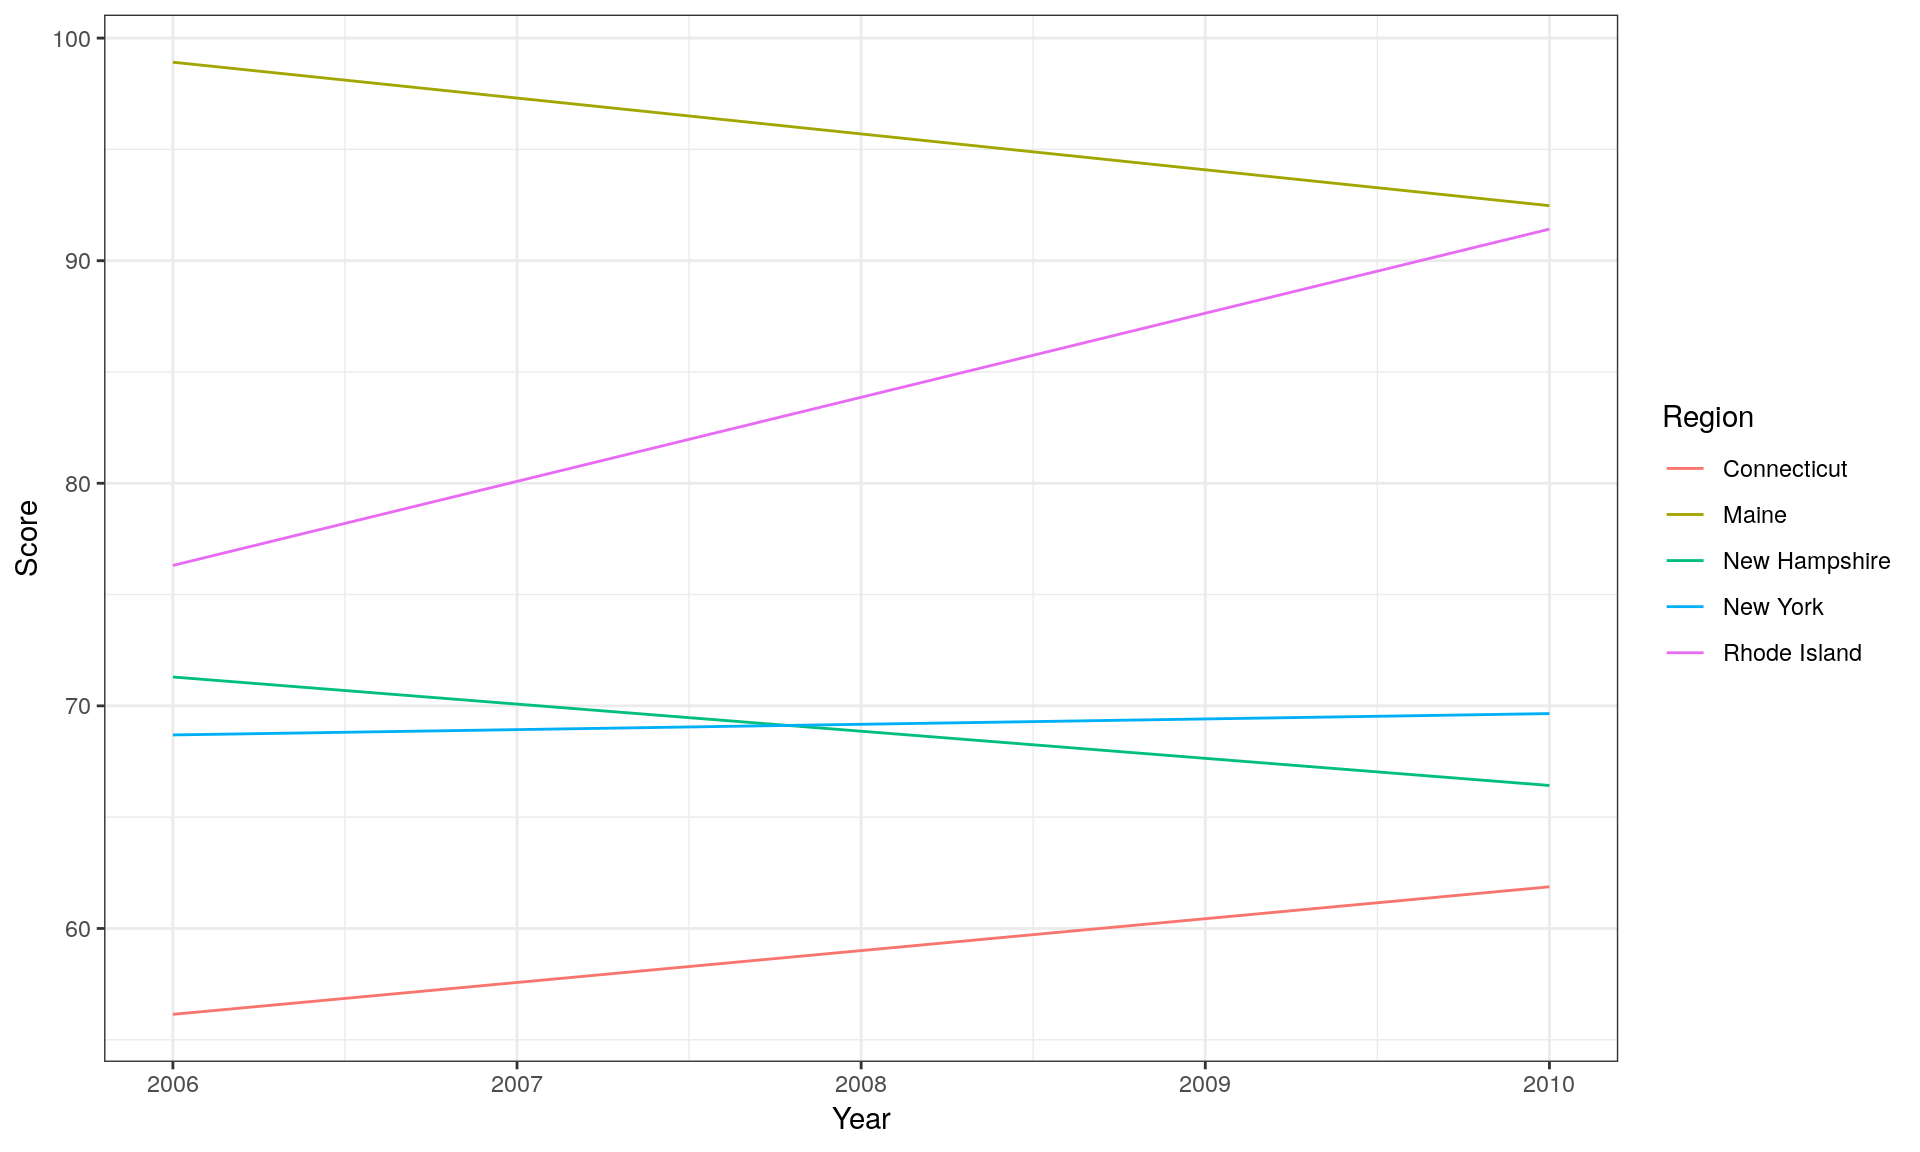 100
90
80
70
60
Score
2006 2007 2008 2009 2010
Year
Region
Connecticut
Maine
New Hampshire
New York
Rhode Island